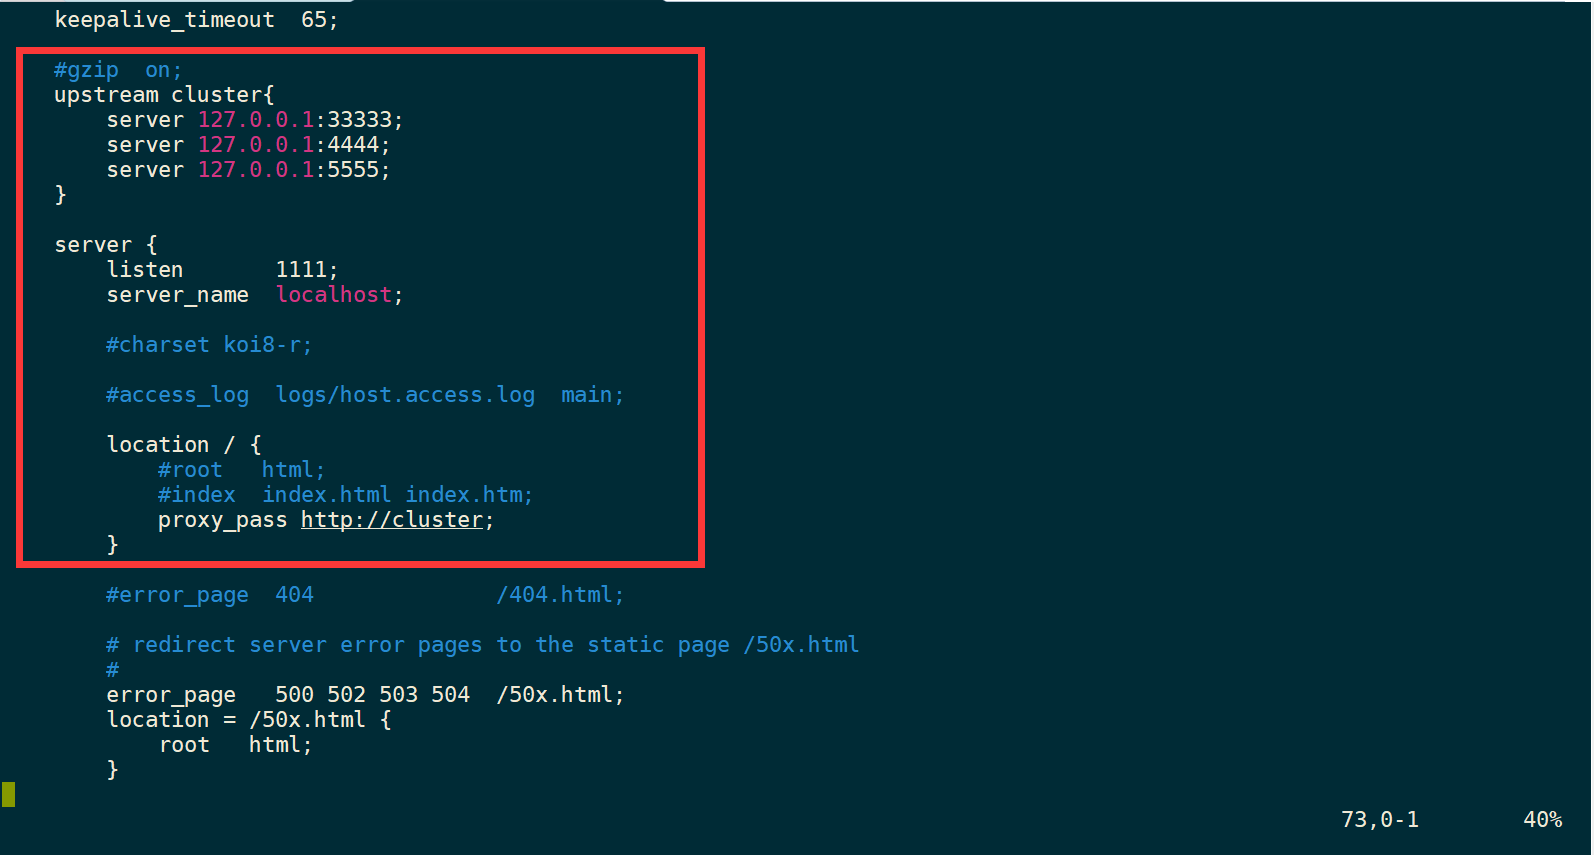 keepalive_timeout  65;
#gzip  on;
upstream cluster{
server 127.0.0.1:33333;
server 127.0.0.1:4444;
server 127.0.0.1:5555;
}
server {
listen       1111;
server_name  localhost;
#charset koi8-r;
#access_log  logs/host.access.log  main;
location / {
#root   html;
#index  index.html index.htm;
proxy_pass http://cluster;
}
#error_page  404              /404.html;
# redirect server error pages to the static page /50x.html
#
error_page   500 502 503 504  /50x.html;
location = /50x.html {
root   html;
}
73,0-1        40%